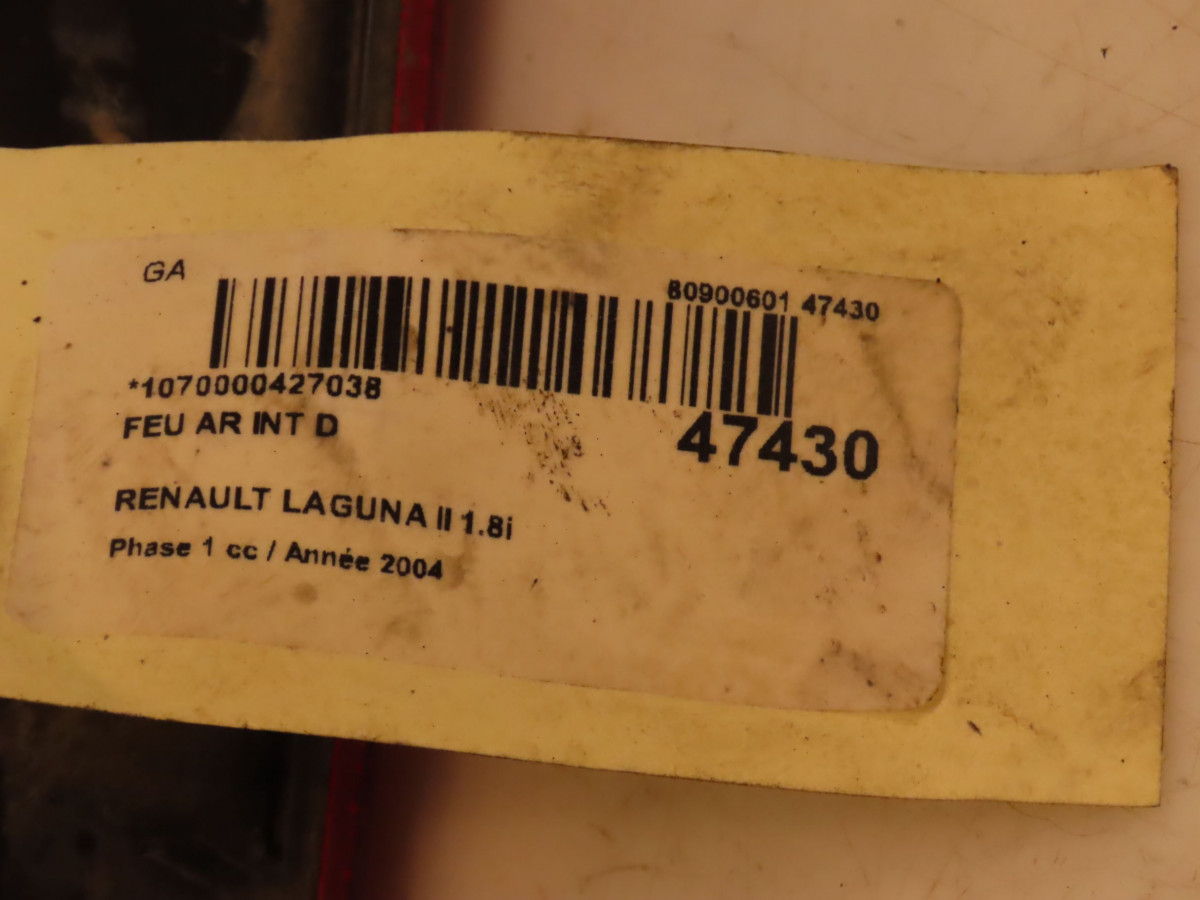 GA
80900601 47430
*1070000427038
FEU AR INT D
47430
RENAULT LAGUNA II 1.8i
Phase 1 cc / Année 2004